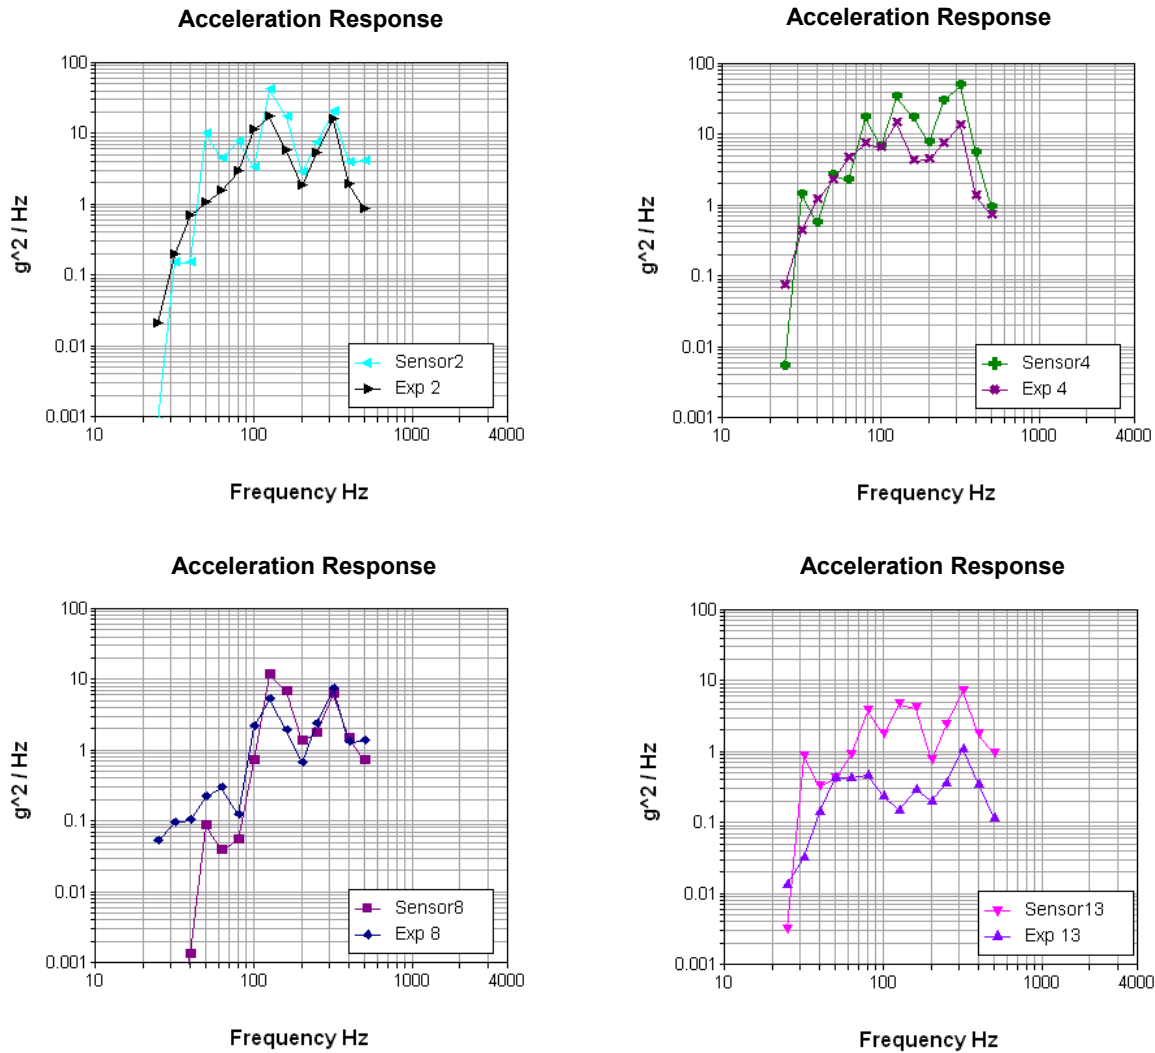 Acceleration Response
100
10
1
0.1
0.01
0.001
g^2 / Hz
Sensor2
Exp 2
10 100 1000 4000
Frequency Hz
Acceleration Response
100
10
1
0.1
0.01
0.001
g^2 / Hz
Sensor4
Exp 4
10 100 1000 4000
Frequency Hz
Acceleration Response
100
10
1
0.1
0.01
0.001
g^2 / Hz
Sensor8
Exp 8
10 100 1000 4000
Frequency Hz
Acceleration Response
100
10
1
0.1
0.01
0.001
g^2 / Hz
Sensor13
Exp 13
10 100 1000 4000
Frequency Hz